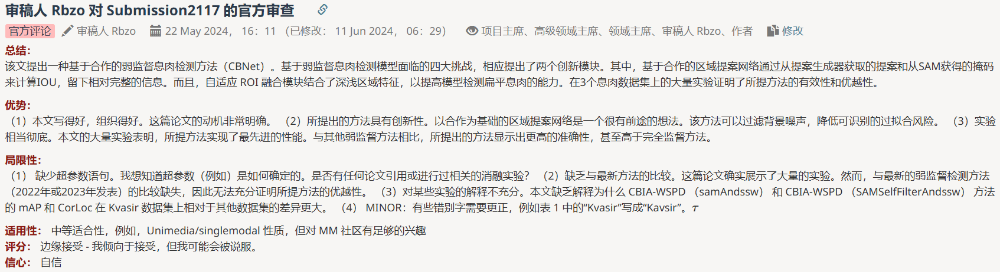 审稿人 Rbzo 对 Submission2117 的官方审查
官方评论 审稿人 Rbzo 22 May 2024， 16：11 （已修改： 11 Jun 2024， 06：29） 项目主席、高级领域主席、领域主席、审稿人 Rbzo、作者 修改
总结：
该文提出一种基于合作的弱监督息肉检测方法（CBNet）。基于弱监督息肉检测模型面临的四大挑战，相应提出了两个创新模块。其中，基于合作的区域提案网络通过从提案生成器获取的提案和从SAM获得的掩码
来计算IOU，留下相对完整的信息。而且，自适应 ROI 融合模块结合了深浅区域特征，以提高模型检测扁平息肉的能力。在3个息肉数据集上的大量实验证明了所提方法的有效性和优越性。
优势：
（1）本文写得好，组织得好。这篇论文的动机非常明确。 （2）所提出的方法具有创新性。以合作为基础的区域提案网络是一个很有前途的想法。该方法可以过滤背景噪声，降低可识别的过拟合风险。 （3）实验
相当彻底。本文的大量实验表明，所提方法实现了最先进的性能。与其他弱监督方法相比，所提出的方法显示出更高的准确性，甚至高于完全监督方法。
局限性：
（1） 缺少超参数语句。我想知道超参数（例如）是如何确定的。是否有任何论文引用或进行过相关的消融实验？ （2）缺乏与最新方法的比较。这篇论文确实展示了大量的实验。然而，与最新的弱监督检测方法
（2022年或2023年发表）的比较缺失，因此无法充分证明所提方法的优越性。 （3）对某些实验的解释不充分。本文缺乏解释为什么 CBIA-WSPD （samAndssw） 和 CBIA-WSPD （SAMSelfFilterAndssw） 方法
的 mAP 和 CorLoc 在 Kvasir 数据集上相对于其他数据集的差异更大。 （4） MINOR：有些错别字需要更正，例如表 1 中的“Kvasir”写成“Kavsir”。τ
适用性： 中等适合性，例如，Unimedia/singlemodal 性质，但对 MM 社区有足够的兴趣
评分： 边缘接受 - 我倾向于接受，但我可能会被说服。
信心： 自信